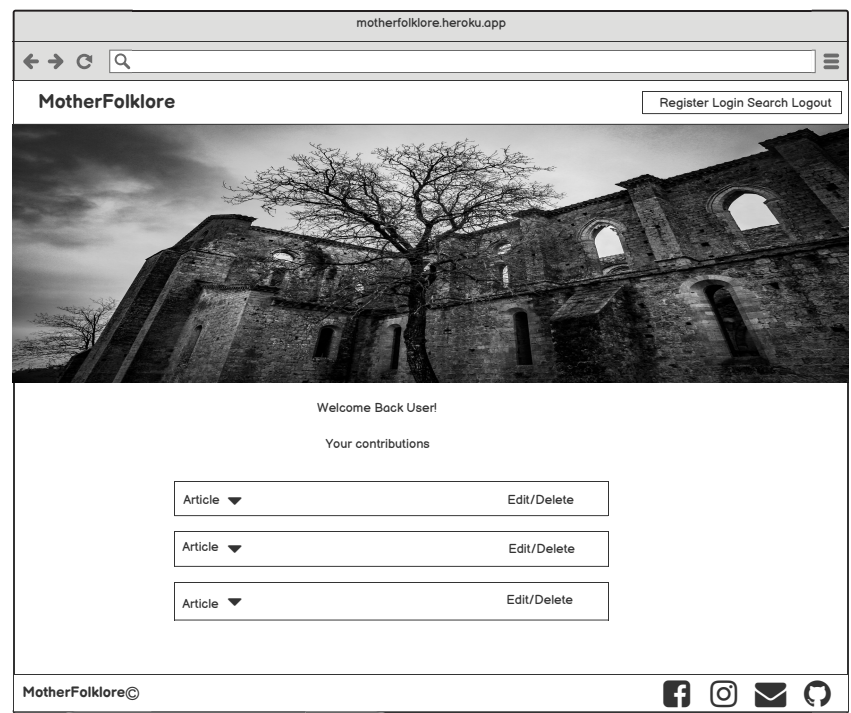 motherfolklore.heroku.app
MotherFolklore
Register Login Search Logout
Welcome Back User!
Your contributions
Article Edit/Delete
Article Edit/Delete
Article Edit/Delete
MotherFolklore©